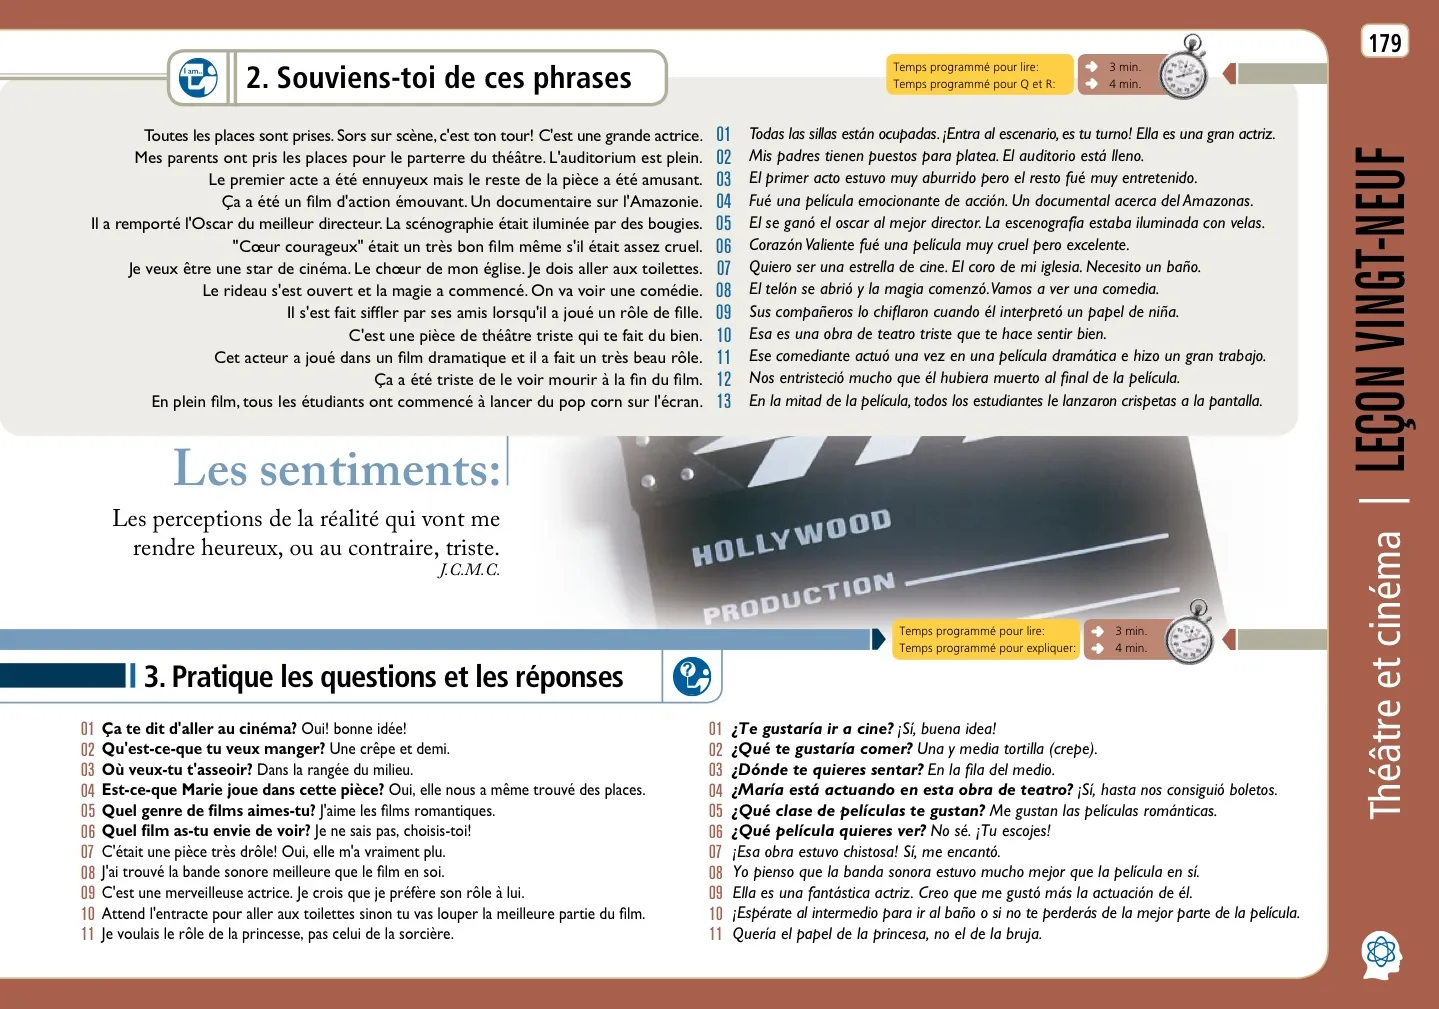 179
I am...
2. Souviens-toi de ces phrases
Temps programmé pour lire: 3 min.
Temps programmé pour Q et R: 4 min.
Toutes les places sont prises. Sors sur scène, c'est ton tour! C'est une grande actrice. 01 Todas las sillas están ocupadas. ¡Entra al escenario, es tu turno! Ella es una gran actriz.
Mes parents ont pris les places pour le parterre du théâtre. L'auditorium est plein. 02 Mis padres tienen puestos para platea. El auditorio está lleno.
Le premier acte a été ennuyeux mais le reste de la pièce a été amusant. 03 El primer acto estuvo muy aburrido pero el resto fué muy entretenido.
Ça a été un film d'action émouvant. Un documentaire sur l'Amazonie. 04 Fué una película emocionante de acción. Un documental acerca del Amazonas.
Il a remporté l'Oscar du meilleur directeur. La scénographie était iluminée par des bougies. 05 El se ganó el oscar al mejor director. La escenografía estaba iluminada con velas.
"Cœur courageux" était un très bon film même s'il était assez cruel. 06 Corazón Valiente fué una película muy cruel pero excelente.
Je veux être une star de cinéma. Le chœur de mon église. Je dois aller aux toilettes. 07 Quiero ser una estrella de cine. El coro de mi iglesia. Necesito un baño.
Le rideau s'est ouvert et la magie a commencé. On va voir une comédie. 08 El telón se abrió y la magia comenzó. Vamos a ver una comedia.
Il s'est fait siffler par ses amis lorsqu'il a joué un rôle de fille. 09 Sus compañeros lo chiflaron cuando él interpretó un papel de niña.
C'est une pièce de théâtre triste qui te fait du bien. 10 Esa es una obra de teatro triste que te hace sentir bien.
Cet acteur a joué dans un film dramatique et il a fait un très beau rôle. 11 Ese comediante actuó una vez en una película dramática e hizo un gran trabajo.
Ça a été triste de le voir mourir à la fin du film. 12 Nos entristeció mucho que él hubiera muerto al final de la película.
En plein film, tous les étudiants ont commencé à lancer du pop corn sur l'écran. 13 En la mitad de la película, todos los estudiantes le lanzaron crispetas a la pantalla.
Les sentiments:
Les perceptions de la réalité qui vont me
rendre heureux, ou au contraire, triste.
J.C.M.C.
HOLLYWOOD
PRODUCTION
Temps programmé pour lire: 3 min.
Temps programmé pour expliquer: 4 min.
3. Pratique les questions et les réponses
?
01 Ça te dit d'aller au cinéma? Oui! bonne idée!
02 Qu'est-ce-que tu veux manger? Une crêpe et demi.
03 Où veux-tu t'asseoir? Dans la rangée du milieu.
04 Est-ce-que Marie joue dans cette pièce? Oui, elle nous a même trouvé des places.
05 Quel genre de films aimes-tu? J'aime les films romantiques.
06 Quel film as-tu envie de voir? Je ne sais pas, choisis-toi!
07 C'était une pièce très drôle! Oui, elle m'a vraiment plu.
08 J'ai trouvé la bande sonore meilleure que le film en soi.
09 C'est une merveilleuse actrice. Je crois que je préfère son rôle à lui.
10 Attend l'entracte pour aller aux toilettes sinon tu vas louper la meilleure partie du film.
11 Je voulais le rôle de la princesse, pas celui de la sorcière.
01 ¿Te gustaría ir a cine? ¡Sí, buena idea!
02 ¿Qué te gustaría comer? Una y media tortilla (crepe).
03 ¿Dónde te quieres sentar? En la fila del medio.
04 ¿María está actuando en esta obra de teatro? ¡Sí, hasta nos consiguió boletos.
05 ¿Qué clase de películas te gustan? Me gustan las películas románticas.
06 ¿Qué película quieres ver? No sé. ¡Tu escojes!
07 ¡Esa obra estuvo chistosa! Sí, me encantó.
08 Yo pienso que la banda sonora estuvo mucho mejor que la película en sí.
09 Ella es una fantástica actriz. Creo que me gustó más la actuación de él.
10 ¡Espérate al intermedio para ir al baño o si no te perderás de la mejor parte de la película.
11 Quería el papel de la princesa, no el de la bruja.
Théâtre et cinéma | LEÇON VINGT-NEUF